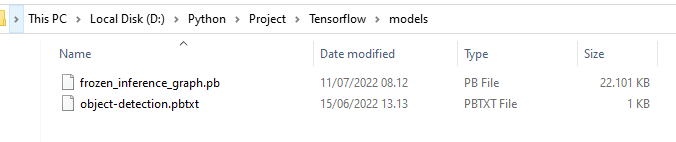 This PC > Local Disk (D:) > Python > Project > Tensorflow > models
Name Date modified Type Size
frozen_inference_graph.pb 11/07/2022 08.12 PB File 22.101 KB
object-detection.pbtxt 15/06/2022 13.13 PBTXT File 1 KB